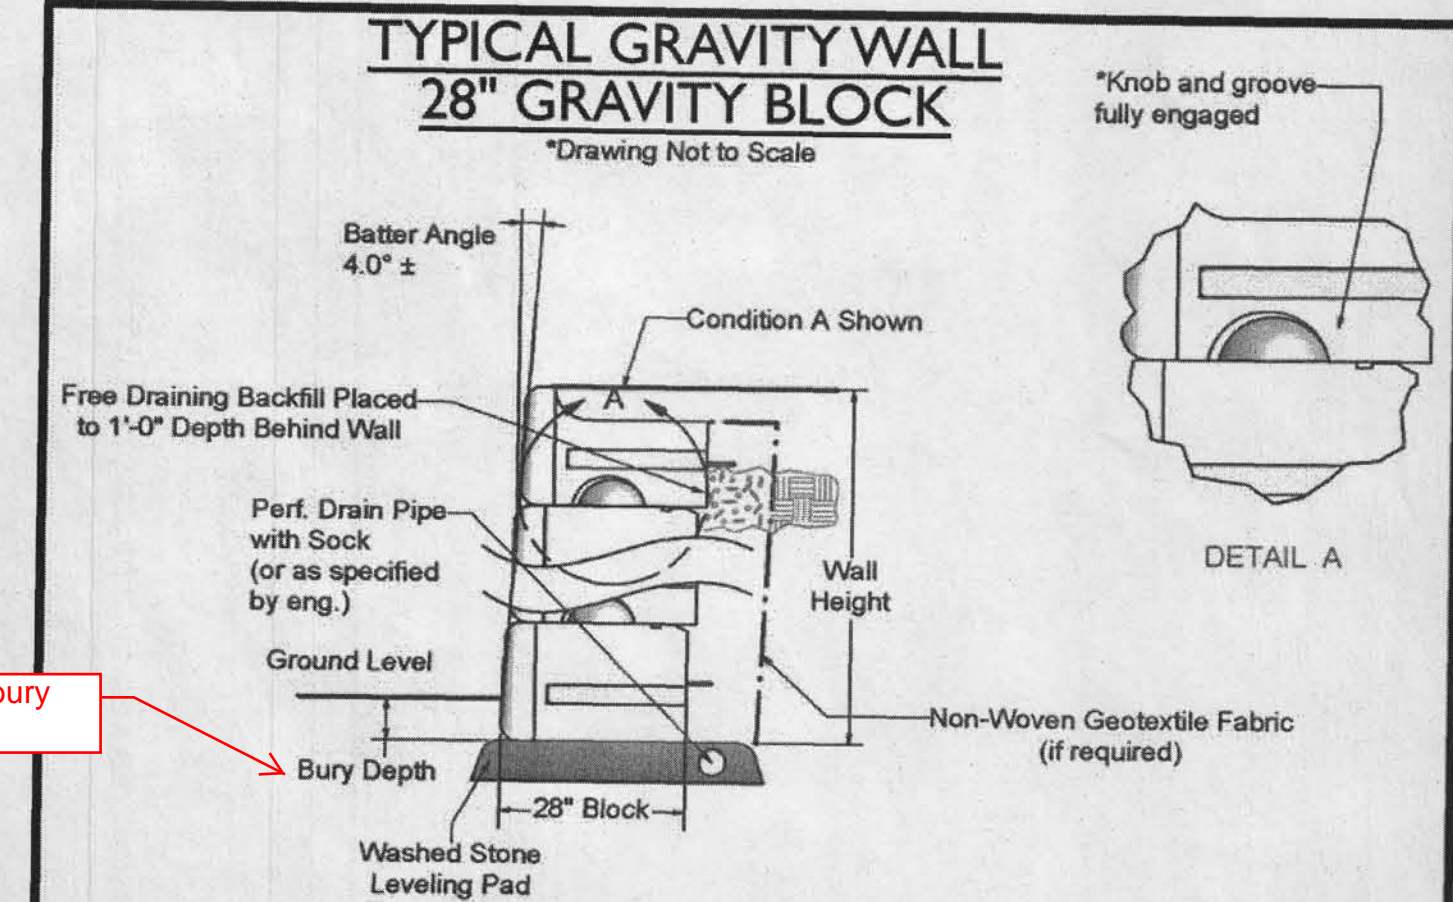 TYPICAL GRAVITY WALL
28" GRAVITY BLOCK
*Drawing Not to Scale
*Knob and groove
fully engaged
Batter Angle
4.0° ±
Condition A Shown
Free Draining Backfill Placed
to 1'-0" Depth Behind Wall
A
Perf. Drain Pipe
with Sock
(or as specified
by eng.)
Wall
Height
DETAIL A
Ground Level
bury
Non-Woven Geotextile Fabric
(if required)
Bury Depth
28" Block
Washed Stone
Leveling Pad